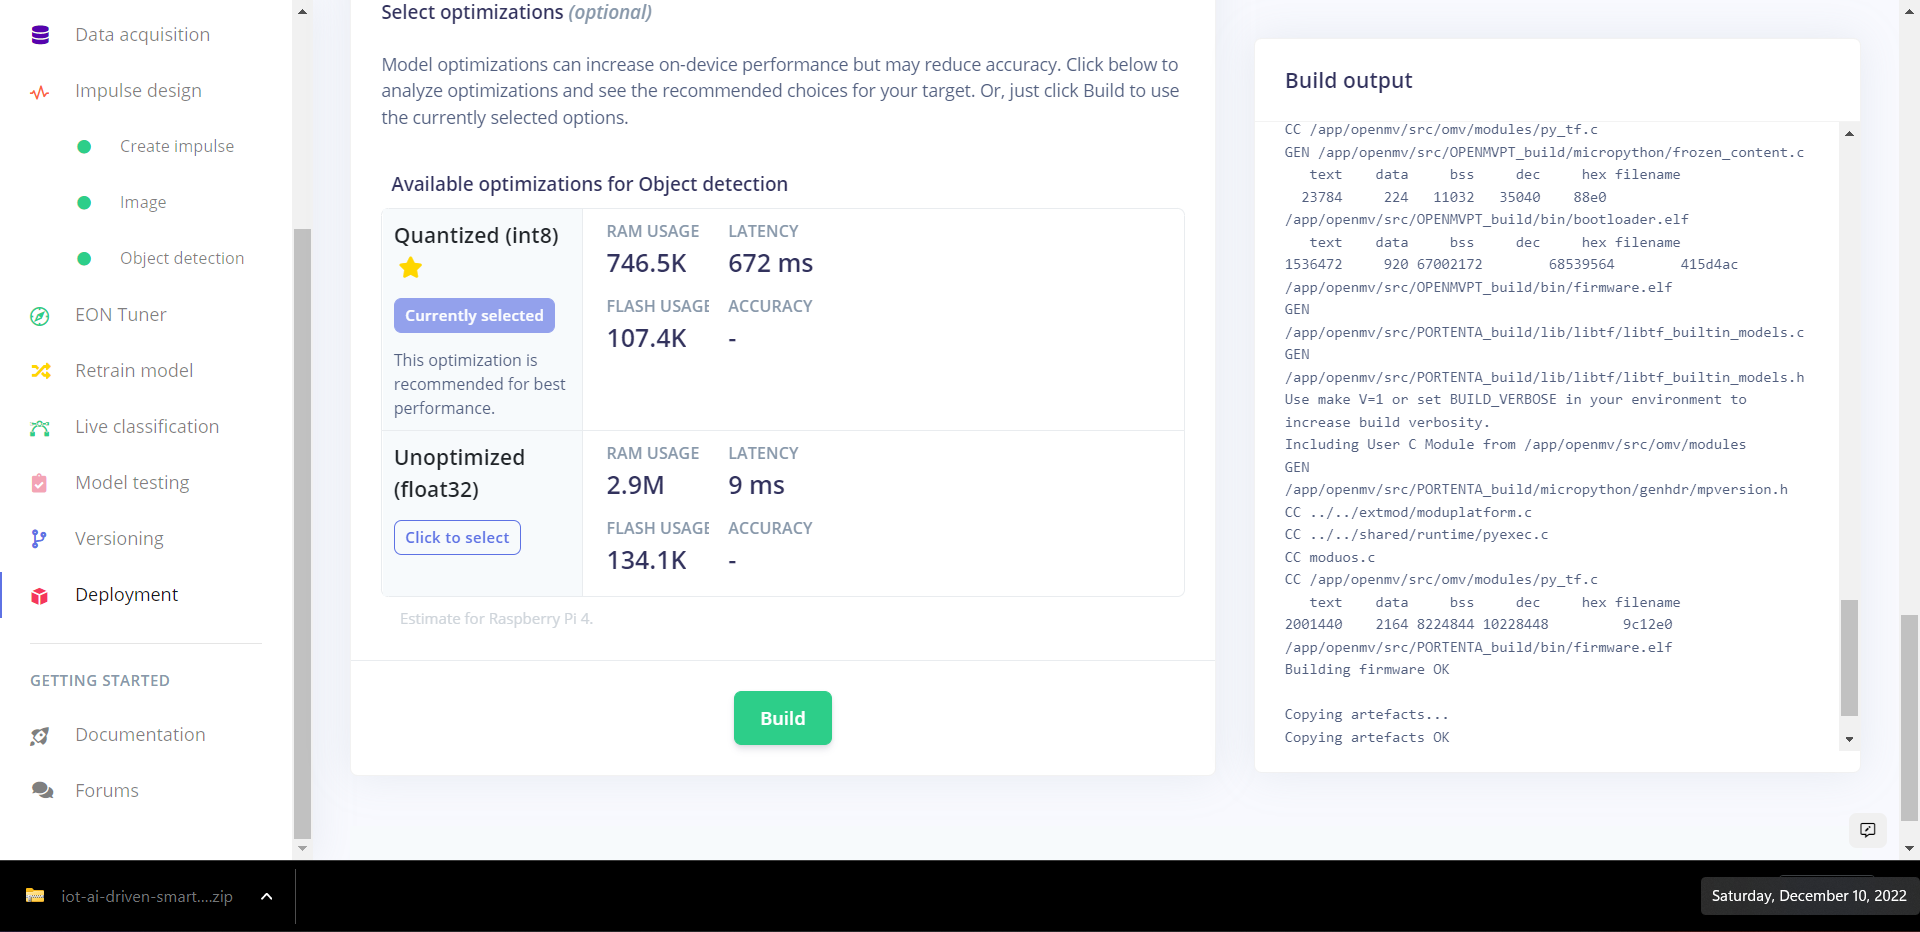 Data acquisition
Impulse design
Create impulse
Image
Object detection
EON Tuner
Retrain model
Live classification
Model testing
Versioning
Deployment
GETTING STARTED
Documentation
Forums
Select optimizations (optional)
Model optimizations can increase on-device performance but may reduce accuracy. Click below to
analyze optimizations and see the recommended choices for your target. Or, just click Build to use
the currently selected options.
Available optimizations for Object detection
Quantized (int8)
Currently selected
This optimization is
recommended for best
performance.
RAM USAGE LATENCY
746.5K 672 ms
FLASH USAGE ACCURACY
107.4K -
Unoptimized
(float32)
Click to select
RAM USAGE LATENCY
2.9M 9 ms
FLASH USAGE ACCURACY
134.1K -
Estimate for Raspberry Pi 4.
Build
Build output
CC /app/openmv/src/omv/modules/py_tf.c
GEN /app/openmv/src/OPENMVPT_build/micropython/frozen_content.c
text data bss dec hex filename
23784 224 11032 35040 88e0
/app/openmv/src/OPENMVPT_build/bin/bootloader.elf
text data bss dec hex filename
1536472 920 67002172 68539564 415d4ac
/app/openmv/src/OPENMVPT_build/bin/firmware.elf
GEN
/app/openmv/src/PORTENTA_build/lib/libtf/libtf_builtin_models.c
GEN
/app/openmv/src/PORTENTA_build/lib/libtf/libtf_builtin_models.h
Use make V=1 or set BUILD_VERBOSE in your environment to
increase build verbosity.
Including User C Module from /app/openmv/src/omv/modules
GEN
/app/openmv/src/PORTENTA_build/micropython/genhdr/mpversion.h
CC ../../extmod/moduplatform.c
CC ../../shared/runtime/pyexec.c
CC moduos.c
CC /app/openmv/src/omv/modules/py_tf.c
text data bss dec hex filename
2001440 2164 8224844 10228448 9c12e0
/app/openmv/src/PORTENTA_build/bin/firmware.elf
Building firmware OK
Copying artefacts...
Copying artefacts OK
iot-ai-driven-smart....zip
Saturday, December 10, 2022